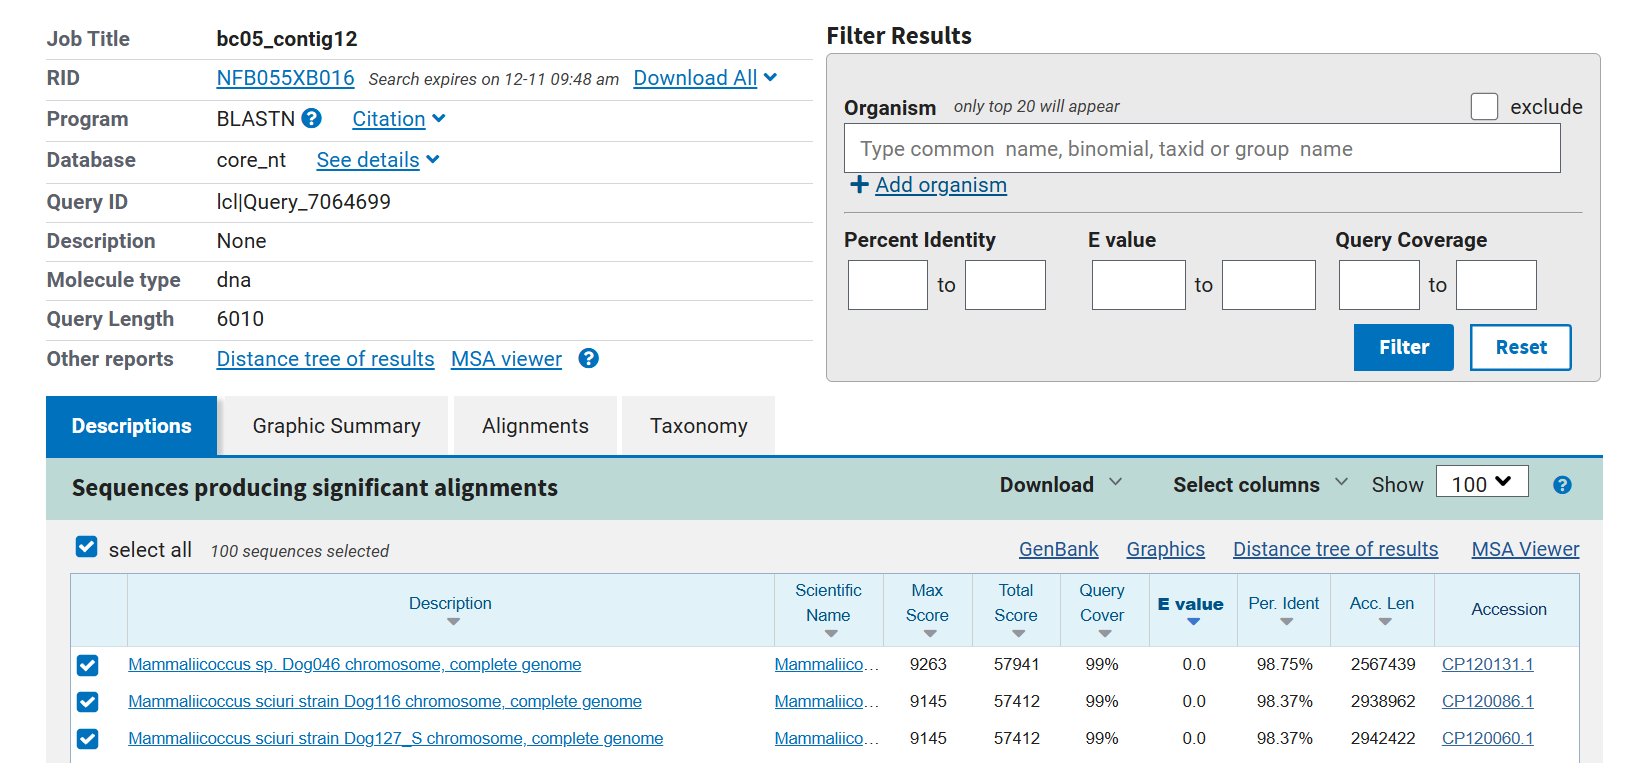 Job Title bc05_contig12
RID NFB055XB016 Search expires on 12-11 09:48 am Download All
Program BLASTN ? Citation
Database core_nt See details
Query ID lcl|Query_7064699
Description None
Molecule type dna
Query Length 6010
Other reports Distance tree of results MSA viewer ?
Filter Results
Organism only top 20 will appear exclude
Type common name, binomial, taxid or group name
+ Add organism
Percent Identity E value Query Coverage
to to to
Filter Reset
Descriptions Graphic Summary Alignments Taxonomy
Sequences producing significant alignments Download Select columns Show 100 ?
select all 100 sequences selected GenBank Graphics Distance tree of results MSA Viewer
Description Scientific Name Max Score Total Score Query Cover E value Per. Ident Acc. Len Accession
Mammaliicoccus sp. Dog046 chromosome, complete genome Mammaliico... 9263 57941 99% 0.0 98.75% 2567439 CP120131.1
Mammaliicoccus sciuri strain Dog116 chromosome, complete genome Mammaliico... 9145 57412 99% 0.0 98.37% 2938962 CP120086.1
Mammaliicoccus sciuri strain Dog127_S chromosome, complete genome Mammaliico... 9145 57412 99% 0.0 98.37% 2942422 CP120060.1